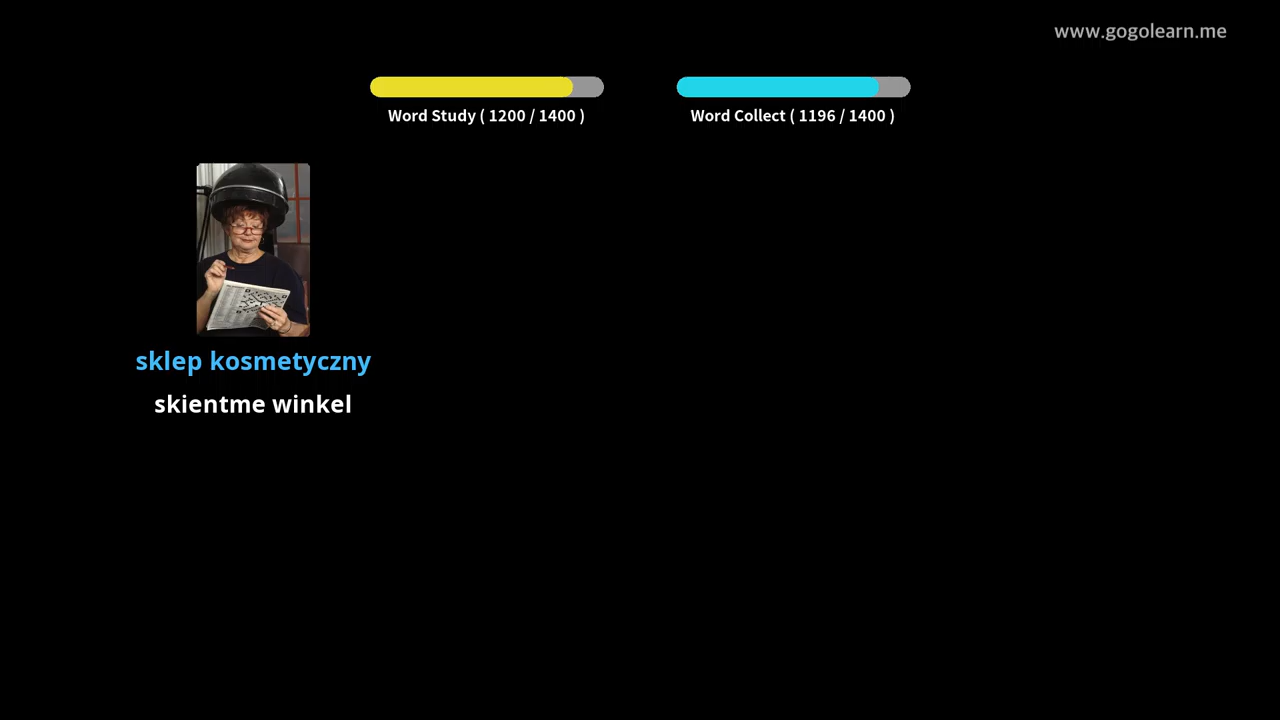 www.gogolearn.me
Word Study ( 1200 / 1400 )
Word Collect ( 1196 / 1400 )
sklep kosmetyczny
skientme winkel